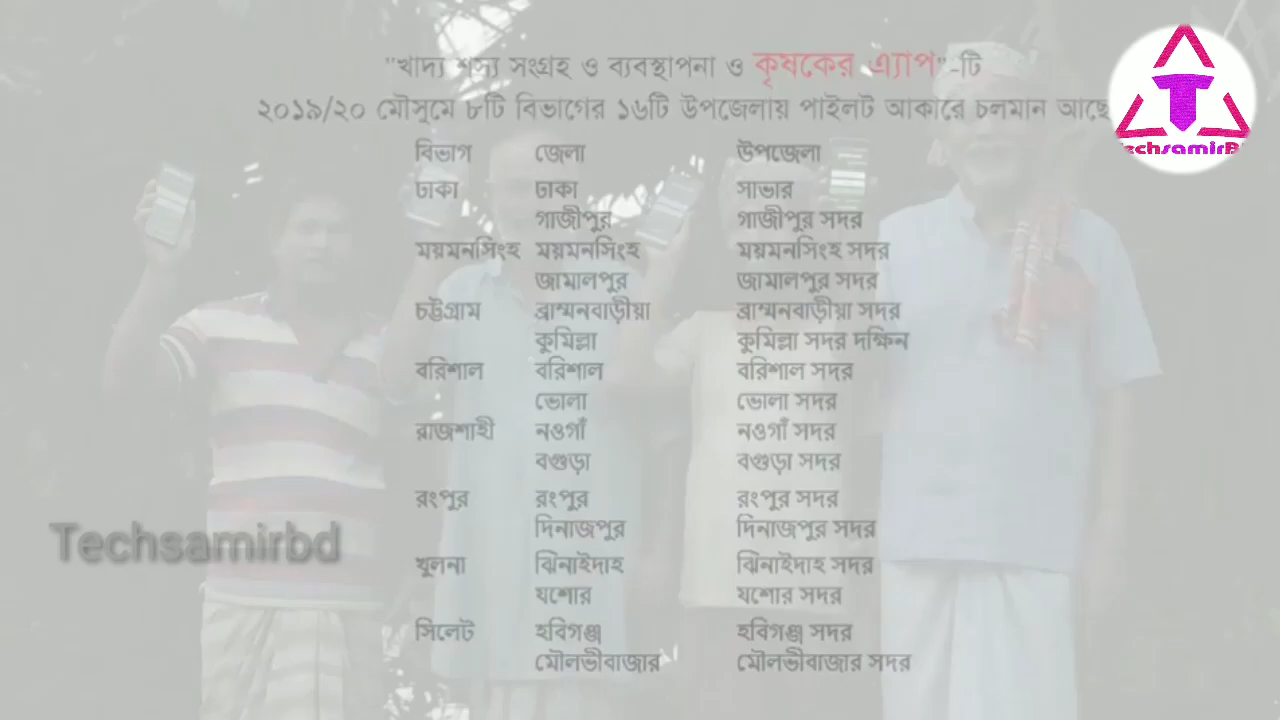 "খাদ্য শস্য সংগ্রহ ও ব্যবস্থাপনা ও কৃষকের এ্যাপ"-টি
২০১৯/২০ মৌসুমে ৮টি বিভাগের ১৬টি উপজেলায় পাইলট আকারে চলমান আছে
বিভাগ জেলা উপজেলা
ঢাকা ঢাকা সাভার
গাজীপুর গাজীপুর সদর
ময়মনসিংহ ময়মনসিংহ ময়মনসিংহ সদর
জামালপুর জামালপুর সদর
চট্টগ্রাম ব্রাম্মনবাড়ীয়া ব্রাম্মনবাড়ীয়া সদর
কুমিল্লা কুমিল্লা সদর দক্ষিন
বরিশাল বরিশাল বরিশাল সদর
ভোলা ভোলা সদর
রাজশাহী নওগাঁ নওগাঁ সদর
বগুড়া বগুড়া সদর
রংপুর রংপুর রংপুর সদর
দিনাজপুর দিনাজপুর সদর
খুলনা ঝিনাইদাহ ঝিনাইদাহ সদর
যশোর যশোর সদর
সিলেট হবিগঞ্জ হবিগঞ্জ সদর
মৌলভীবাজার মৌলভীবাজার সদর
TechsamirB
Techsamirbd